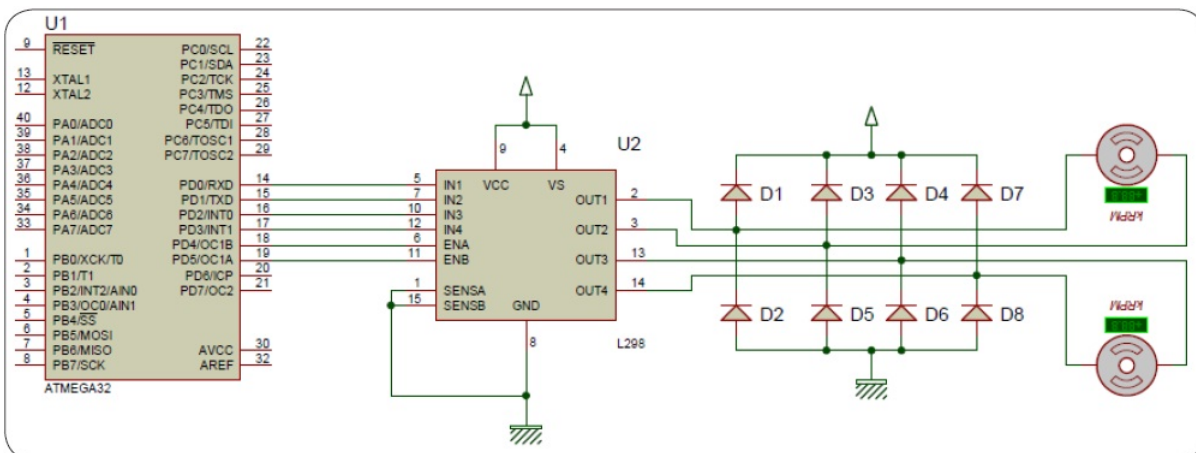 U1
9 RESET PC0/SCL 22
PC1/SDA 23
13 XTAL1 PC2/TCK 24
12 XTAL2 PC3/TMS 25
PC4/TDO 26
40 PA0/ADC0 PC5/TDI 27
39 PA1/ADC1 PC6/TOSC1 28
38 PA2/ADC2 PC7/TOSC2 29
37 PA3/ADC3
36 PA4/ADC4 PD0/RXD 14
35 PA5/ADC5 PD1/TXD 15
34 PA6/ADC6 PD2/INT0 16
33 PA7/ADC7 PD3/INT1 17
PD4/OC1B 18
1 PB0/XCK/T0 PD5/OC1A 19
2 PB1/T1 PD6/ICP 20
3 PB2/INT2/AIN0 PD7/OC2 21
4 PB3/OC0/AIN1
5 PB4/SS
6 PB5/MOSI
7 PB6/MISO AVCC 30
8 PB7/SCK AREF 32
ATMEGA32
U2
9 4
VCC VS
5 IN1
7 IN2 OUT1 2
10 IN3
12 IN4 OUT2 3
6 ENA
11 ENB OUT3 13
1 SENSA OUT4 14
15 SENSB GND
8
L298
D1 D3 D4 D7
D2 D5 D6 D8
KRPM
KRPM